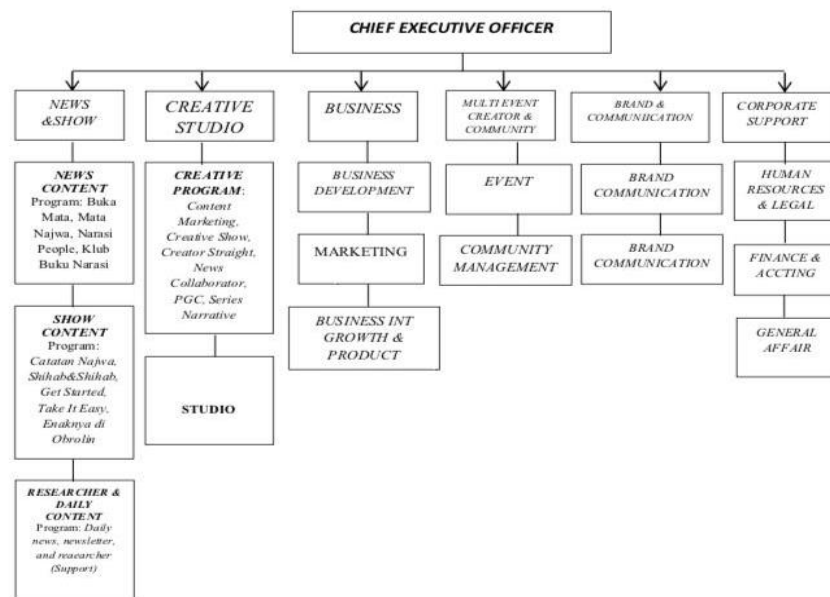 CHIEF EXECUTIVE OFFICER
NEWS
&SHOW
CREATIVE
STUDIO
BUSINESS
MULTI EVENT
CREATOR &
COMMUNITY
BRAND &
COMMUNIICATION
CORPORATE
SUPPORT
NEWS
CONTENT
Program: Buka
Mata, Mata
Najwa, Narasi
People, Klub
Buku Narasi
SHOW
CONTENT
Program:
Catatan Najwa,
Shihab&Shihab,
Get Started,
Take It Easy,
Enaknya di
Obrolin
RESEARCHER &
DAILY
CONTENT
Program: Daily
news, newsletter,
and reaearcher
(Support)
CREATIVE
PROGRAM:
Content
Marketing,
Creative Show,
Creator Straight,
News
Collaborator,
PGC, Series
Narrative
STUDIO
BUSINESS
DEVELOPMENT
MARKETING
BUSINESS INT
GROWTH &
PRODUCT
EVENT
COMMUNITY
MANAGEMENT
BRAND
COMMUNICATION
BRAND
COMMUNICATION
HUMAN
RESOURCES
& LEGAL
FINANCE &
ACCTING
GENERAL
AFFAIR